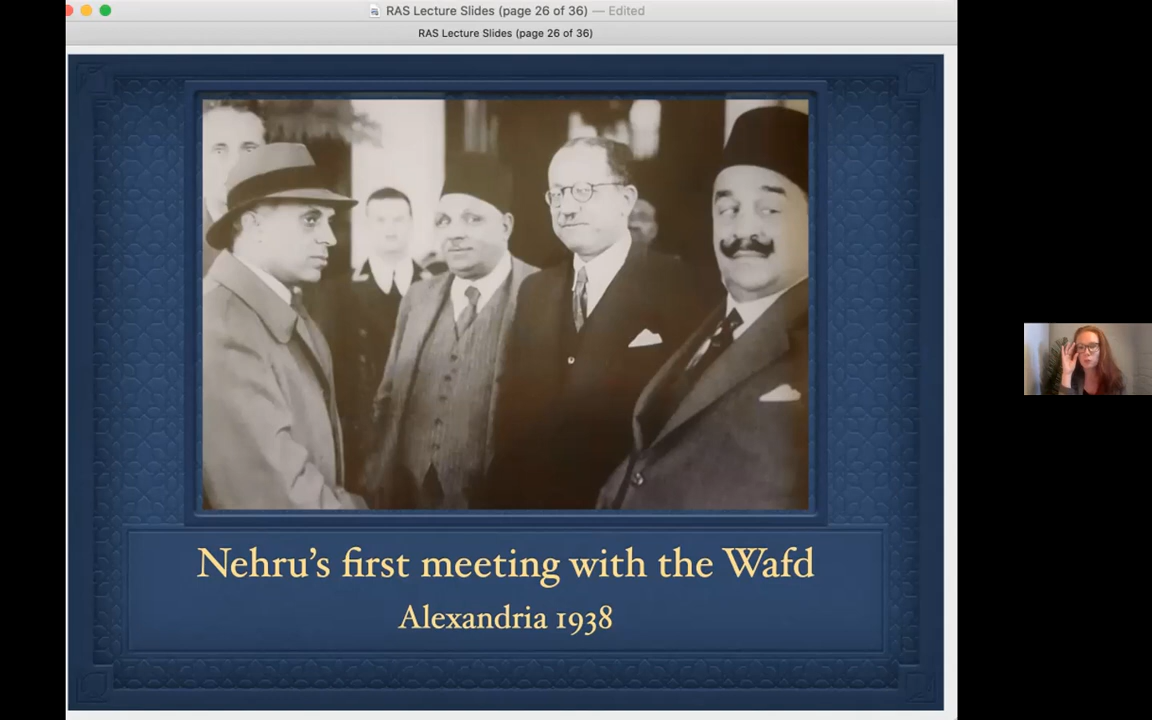 RAS Lecture Slides (page 26 of 36) — Edited
RAS Lecture Slides (page 26 of 36)
Nehru’s first meeting with the Wafd
Alexandria 1938